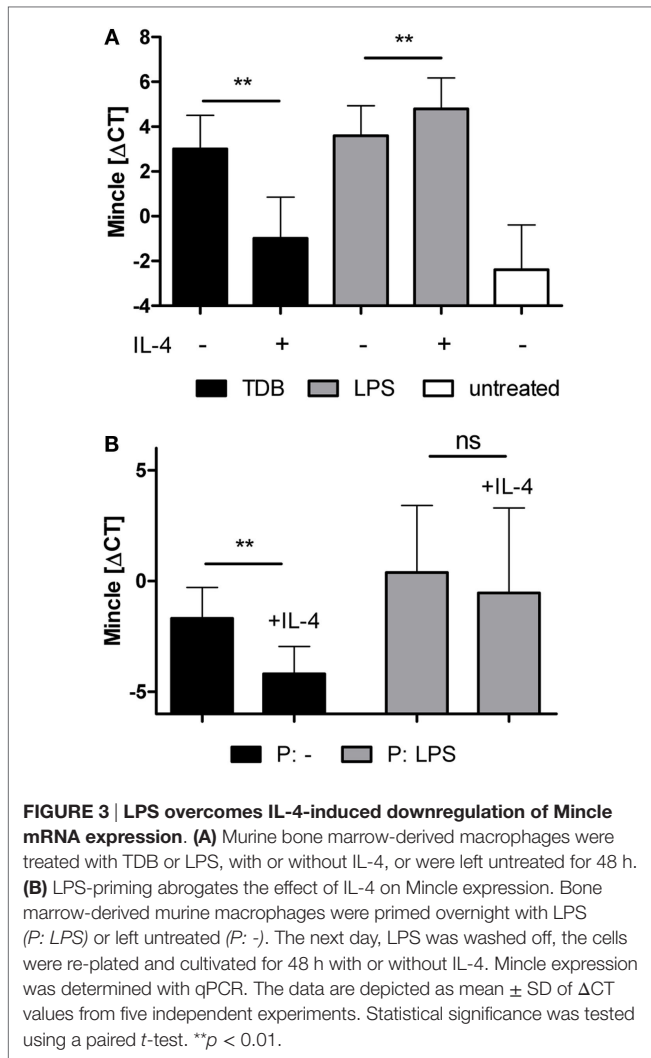 A
8
6
4
2
0
-2
-4
Mincle [ΔCT]
** **
IL-4 - + - + -
TDB LPS untreated
B
5
0
-5
Mincle [ΔCT]
** ns
+IL-4 +IL-4
P: - P: LPS
FIGURE 3 | LPS overcomes IL-4-induced downregulation of Mincle
mRNA expression. (A) Murine bone marrow-derived macrophages were
treated with TDB or LPS, with or without IL-4, or were left untreated for 48 h.
(B) LPS-priming abrogates the effect of IL-4 on Mincle expression. Bone
marrow-derived murine macrophages were primed overnight with LPS
(P: LPS) or left untreated (P: -). The next day, LPS was washed off, the cells
were re-plated and cultivated for 48 h with or without IL-4. Mincle expression
was determined with qPCR. The data are depicted as mean ± SD of ΔCT
values from five independent experiments. Statistical significance was tested
using a paired t-test. **p < 0.01.